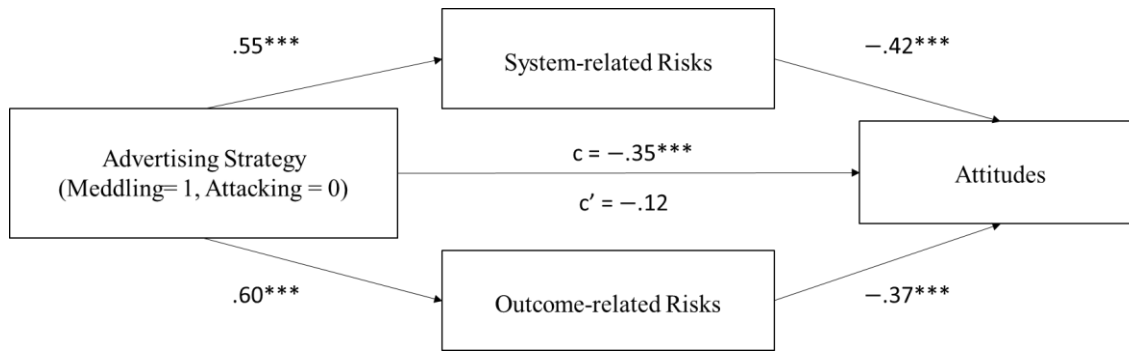 .55***
System-related Risks
−.42***
Advertising Strategy
(Meddling= 1, Attacking = 0)
c = −.35***
c’ = −.12
Attitudes
.60***
Outcome-related Risks
−.37***